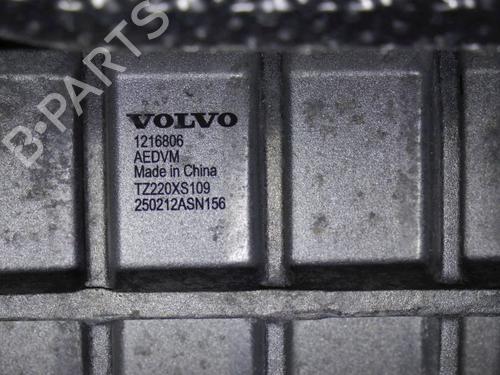 B-PARTS
VOLVO
1216806
AEDVM
Made in China
TZ220XS109
250212ASN156